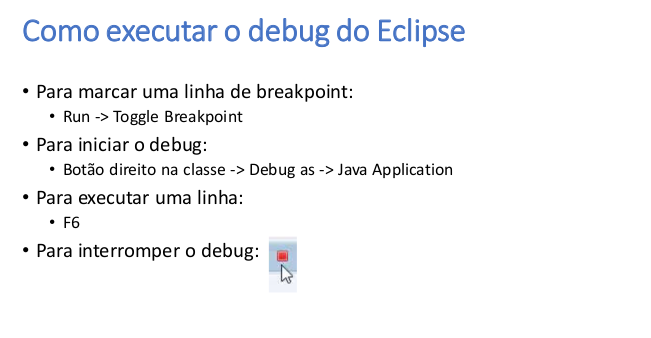 Como executar o debug do Eclipse
• Para marcar uma linha de breakpoint:
• Run -> Toggle Breakpoint
• Para iniciar o debug:
• Botão direito na classe -> Debug as -> Java Application
• Para executar uma linha:
• F6
• Para interromper o debug: